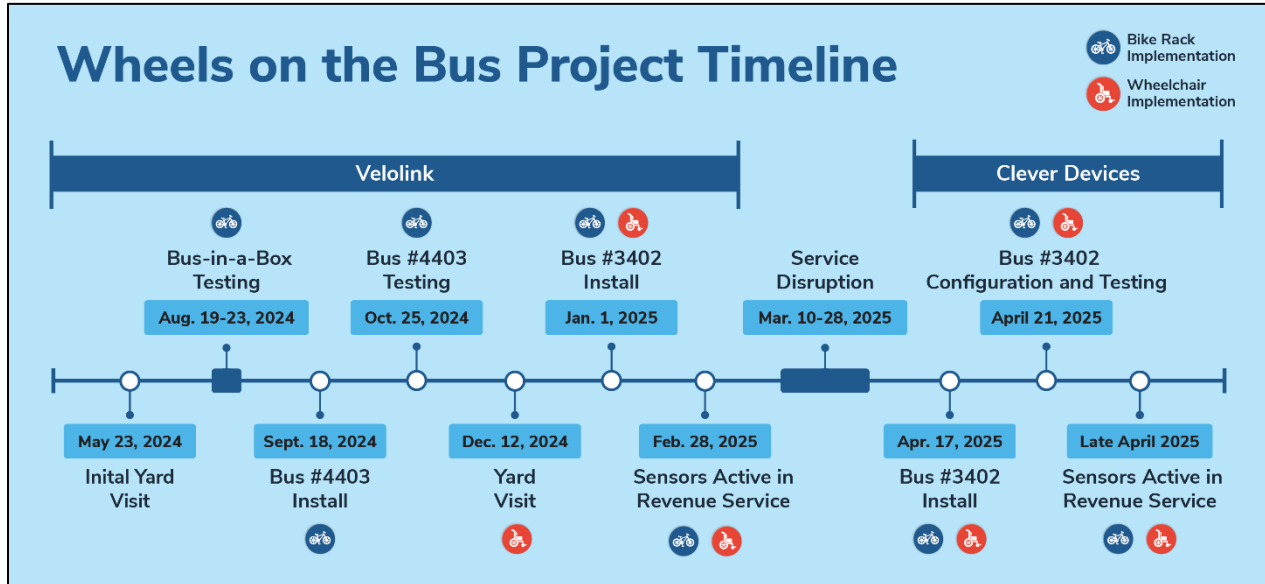 Wheels on the Bus Project Timeline
Bike Rack
Implementation
Wheelchair
Implementation
Velolink
Clever Devices
Bus-in-a-Box
Testing
Aug. 19-23, 2024
Bus #4403
Testing
Oct. 25, 2024
Bus #3402
Install
Jan. 1, 2025
Service
Disruption
Mar. 10-28, 2025
Bus #3402
Configuration and Testing
April 21, 2025
May 23, 2024
Inital Yard
Visit
Sept. 18, 2024
Bus #4403
Install
Dec. 12, 2024
Yard
Visit
Feb. 28, 2025
Sensors Active in
Revenue Service
Apr. 17, 2025
Bus #3402
Install
Late April 2025
Sensors Active in
Revenue Service